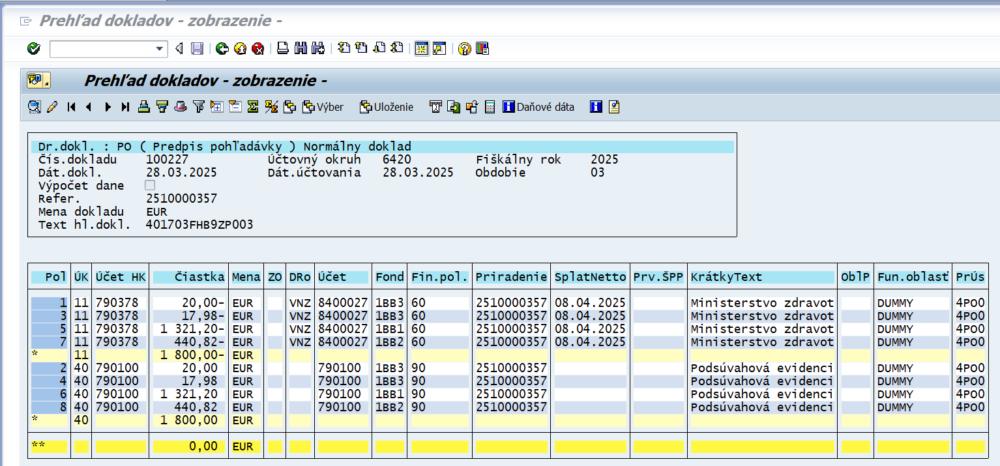 Prehľad dokladov - zobrazenie -
Prehľad dokladov - zobrazenie -
Výber Uloženie Daňové dáta
Dr.dokl. : PO ( Predpis pohľadávky ) Normálny doklad
Čís.dokladu 100227 Účtovný okruh 6420 Fiškálny rok 2025
Dát.dokl. 28.03.2025 Dát.účtovania 28.03.2025 Obdobie 03
Výpočet dane
Refer. 2510000357
Mena dokladu EUR
Text hl.dokl. 401703FHB9ZP003
Pol ÚK Účet HK Čiastka Mena ZO DRo Účet Fond Fin.pol. Priradenie SplatNetto Prv.ŠPP KrátkyText OblP Fun.oblasť PrÚs
1 11 790378 20,00- EUR VNZ 8400027 1BB3 60 2510000357 08.04.2025 Ministerstvo zdravot DUMMY 4PO0
3 11 790378 17,98- EUR VNZ 8400027 1BB3 60 2510000357 08.04.2025 Ministerstvo zdravot DUMMY 4PO0
5 11 790378 1 321,20- EUR VNZ 8400027 1BB1 60 2510000357 08.04.2025 Ministerstvo zdravot DUMMY 4PO0
7 11 790378 440,82- EUR VNZ 8400027 1BB2 60 2510000357 08.04.2025 Ministerstvo zdravot DUMMY 4PO0
* 11 1 800,00- EUR
2 40 790100 20,00 EUR 790100 1BB3 90 2510000357 Podsúvahová evidenci DUMMY 4PO0
4 40 790100 17,98 EUR 790100 1BB3 90 2510000357 Podsúvahová evidenci DUMMY 4PO0
6 40 790100 1 321,20 EUR 790100 1BB1 90 2510000357 Podsúvahová evidenci DUMMY 4PO0
8 40 790100 440,82 EUR 790100 1BB2 90 2510000357 Podsúvahová evidenci DUMMY 4PO0
* 40 1 800,00 EUR
** 0,00 EUR